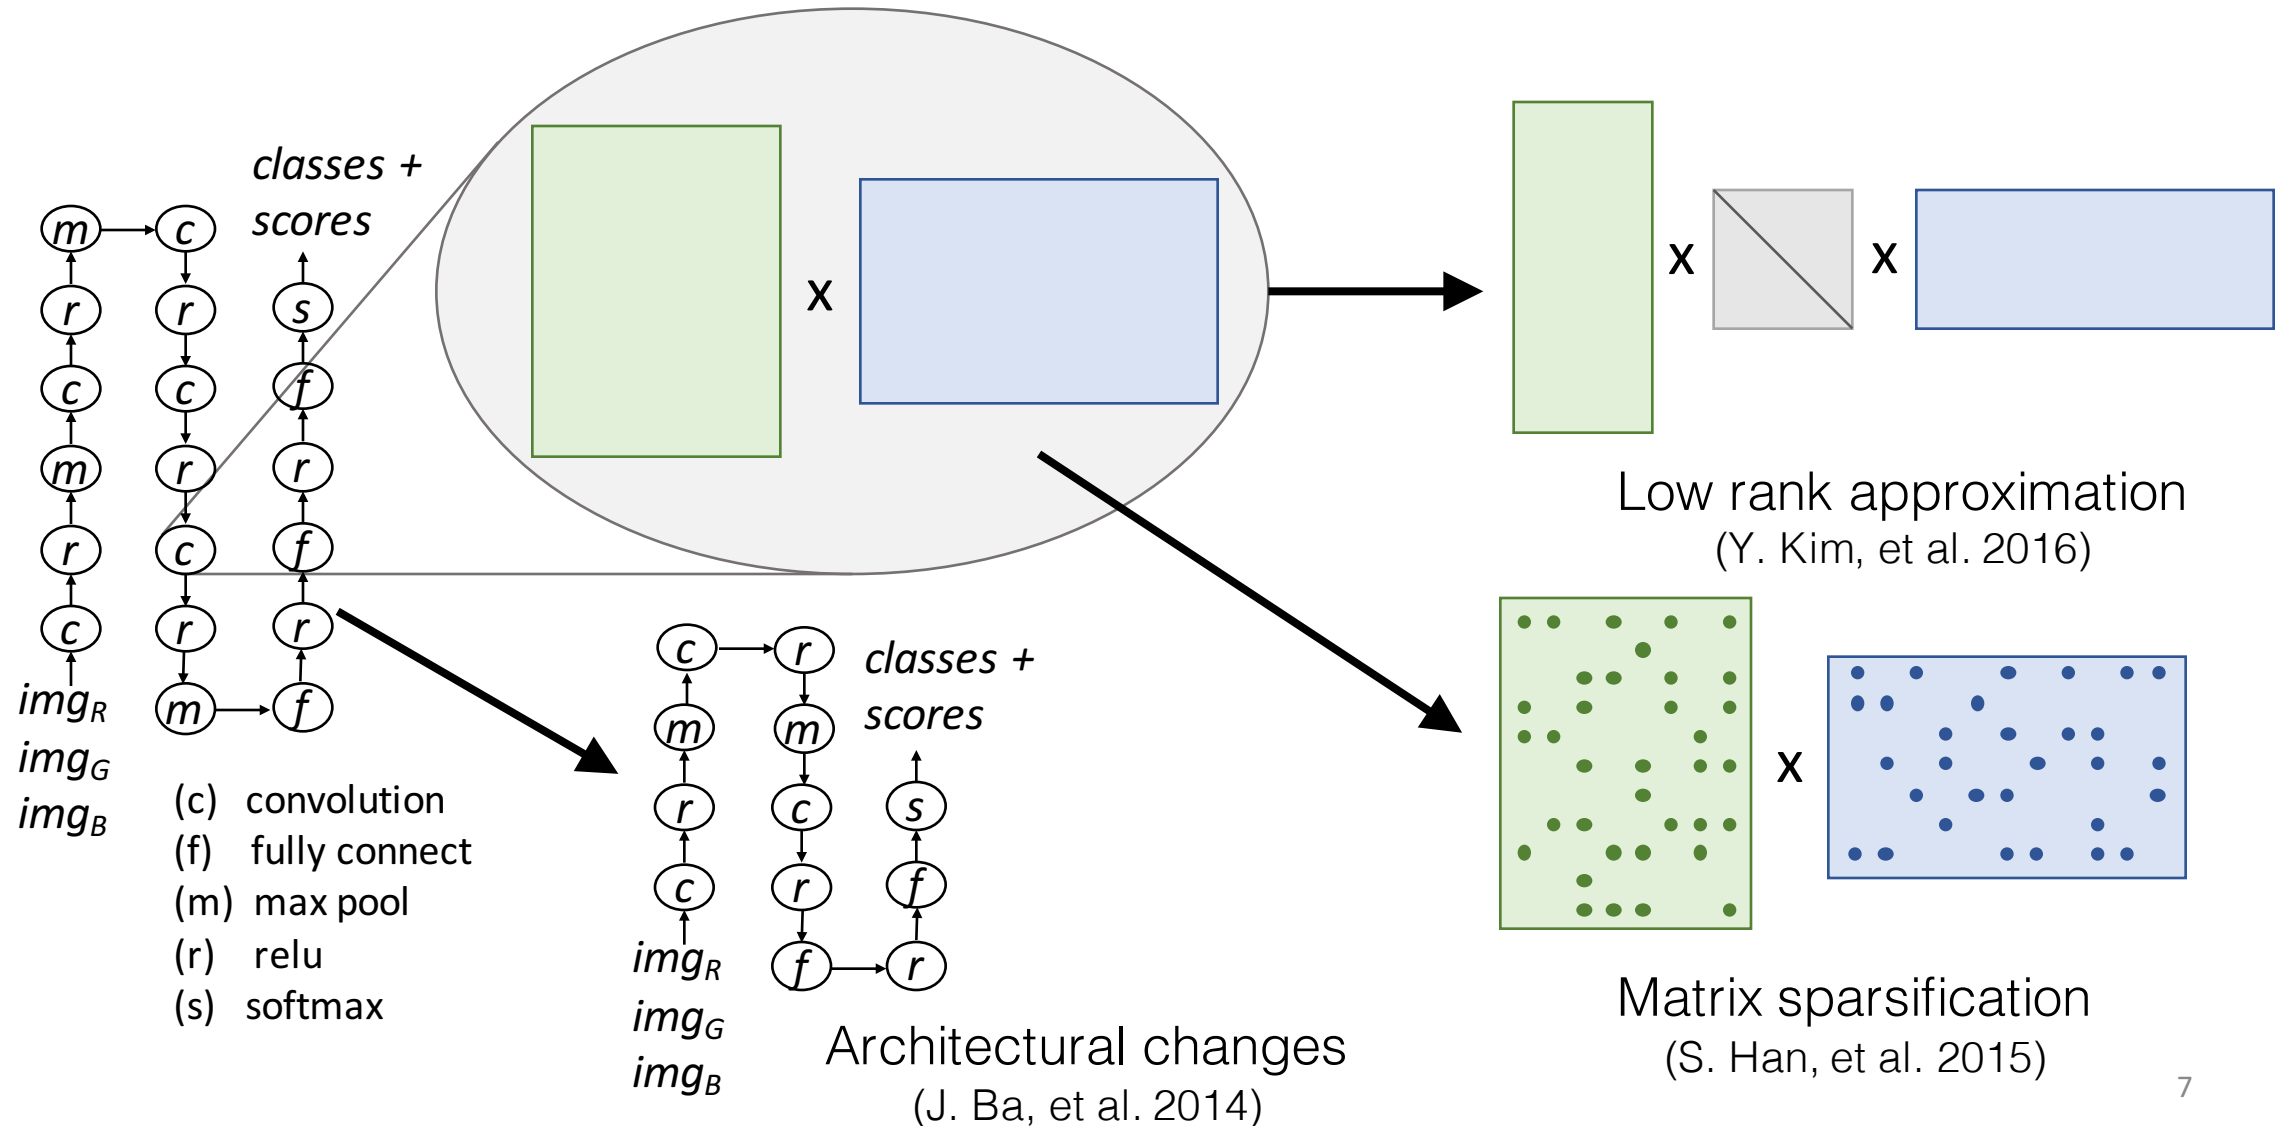 classes +
scores
m
c
r
r
s
c
c
f
m
r
r
r
c
f
c
r
r
m
f
img_R
img_G
img_B
(c) convolution
(f) fully connect
(m) max pool
(r) relu
(s) softmax
x
x
x
Low rank approximation
(Y. Kim, et al. 2016)
c
r
classes +
scores
m
m
r
c
s
c
r
f
f
r
img_R
img_G
img_B
Architectural changes
(J. Ba, et al. 2014)
x
Matrix sparsification
(S. Han, et al. 2015)
7